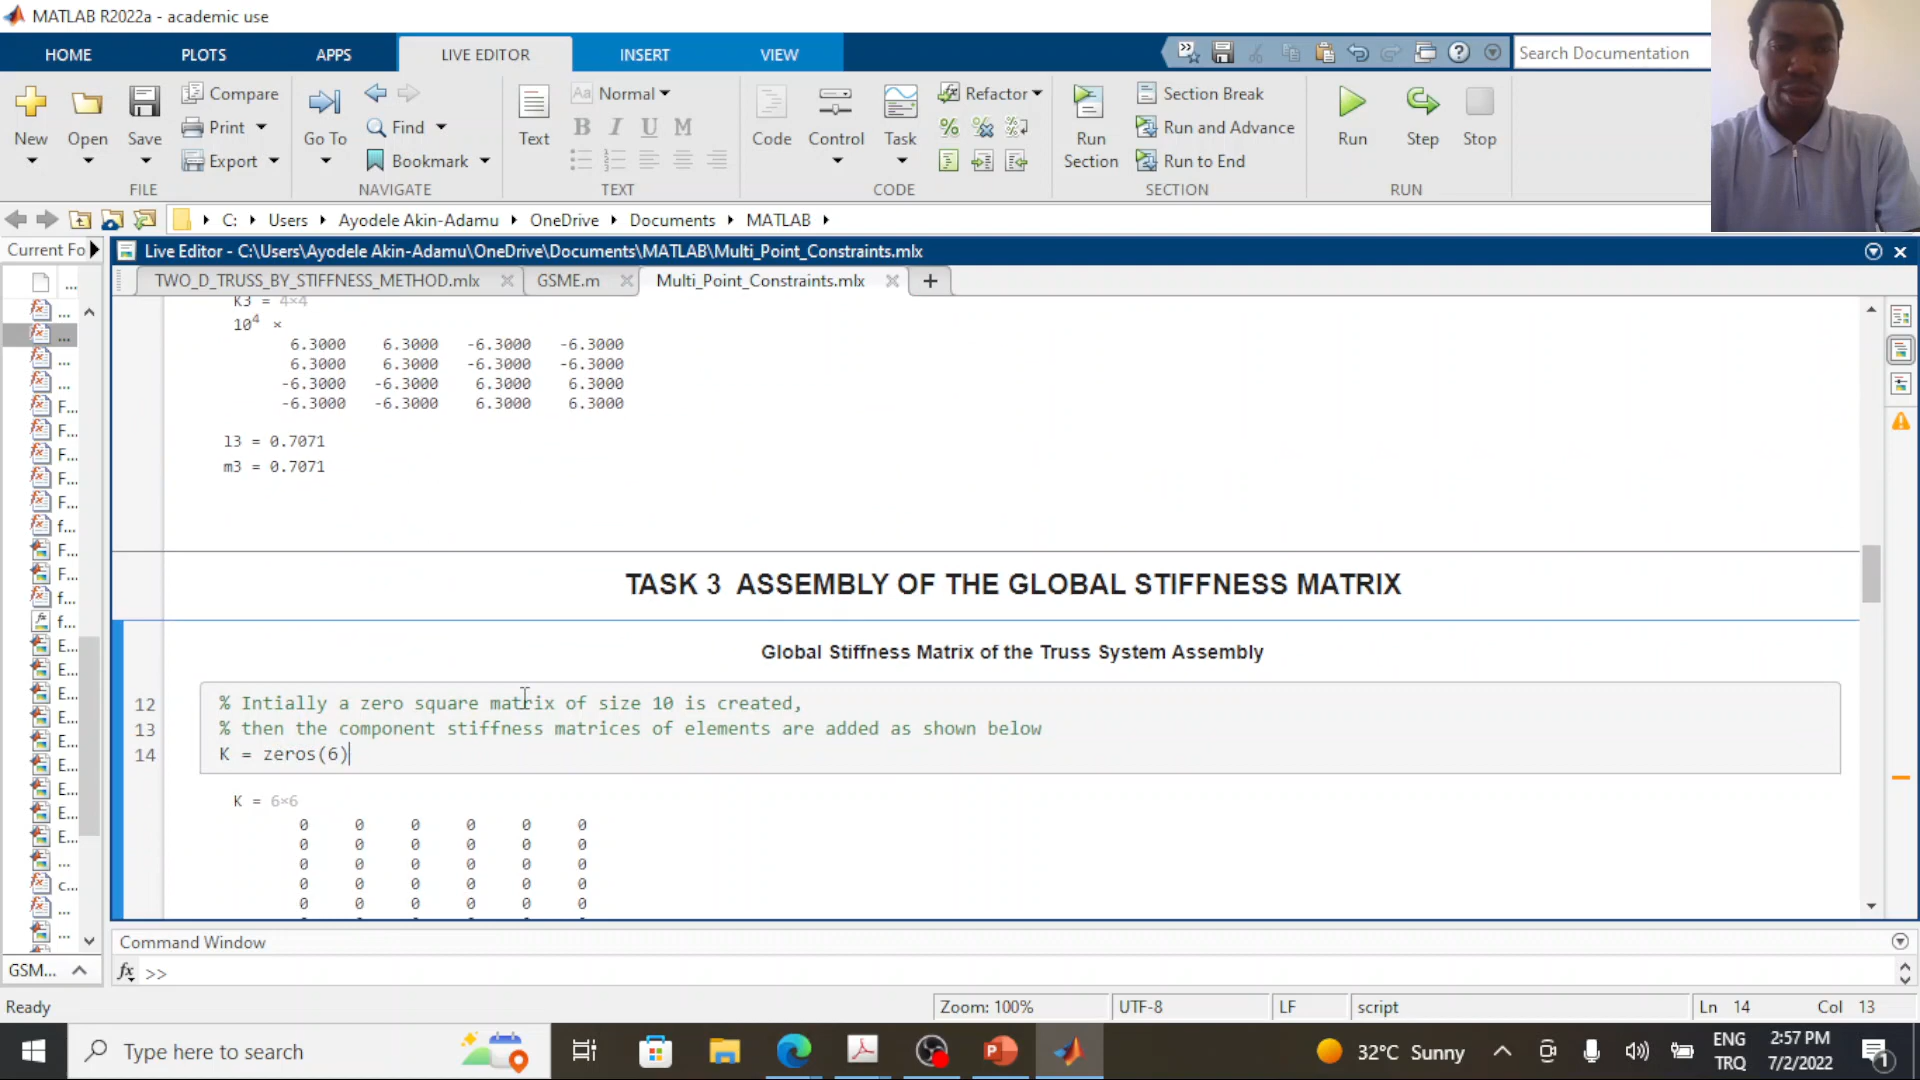 MATLAB R2022a - academic use
HOME PLOTS APPS LIVE EDITOR INSERT VIEW
Search Documentation
New Open Save Compare Print Export
FILE
Go To Find Bookmark
NAVIGATE
Text Aa Normal B I U M
TEXT
Code Control Task Refactor
CODE
Run Section Section Break Run and Advance Run to End
SECTION
Run Step Stop
RUN
C: Users Ayodele Akin-Adamu OneDrive Documents MATLAB
Current Fo
Live Editor - C:\Users\Ayodele Akin-Adamu\OneDrive\Documents\MATLAB\Multi_Point_Constraints.mlx
TWO_D_TRUSS_BY_STIFFNESS_METHOD.mlx GSME.m Multi_Point_Constraints.mlx
K3 = 4×4
10^4 ×
6.3000 6.3000 -6.3000 -6.3000
6.3000 6.3000 -6.3000 -6.3000
-6.3000 -6.3000 6.3000 6.3000
-6.3000 -6.3000 6.3000 6.3000
l3 = 0.7071
m3 = 0.7071
TASK 3 ASSEMBLY OF THE GLOBAL STIFFNESS MATRIX
Global Stiffness Matrix of the Truss System Assembly
12 % Intially a zero square matrix of size 10 is created,
13 % then the component stiffness matrices of elements are added as shown below
14 K = zeros(6)
K = 6×6
0 0 0 0 0 0
0 0 0 0 0 0
0 0 0 0 0 0
0 0 0 0 0 0
0 0 0 0 0 0
...
...
...
...
F...
F...
F...
F...
F...
f...
F...
F...
f...
f...
E...
E...
E...
E...
E...
E...
E...
E...
E...
...
c...
...
...
GSM...
Command Window
fx >>
Ready
Zoom: 100% UTF-8 LF script Ln 14 Col 13
Type here to search
32°C Sunny
ENG
TRQ
2:57 PM
7/2/2022
1